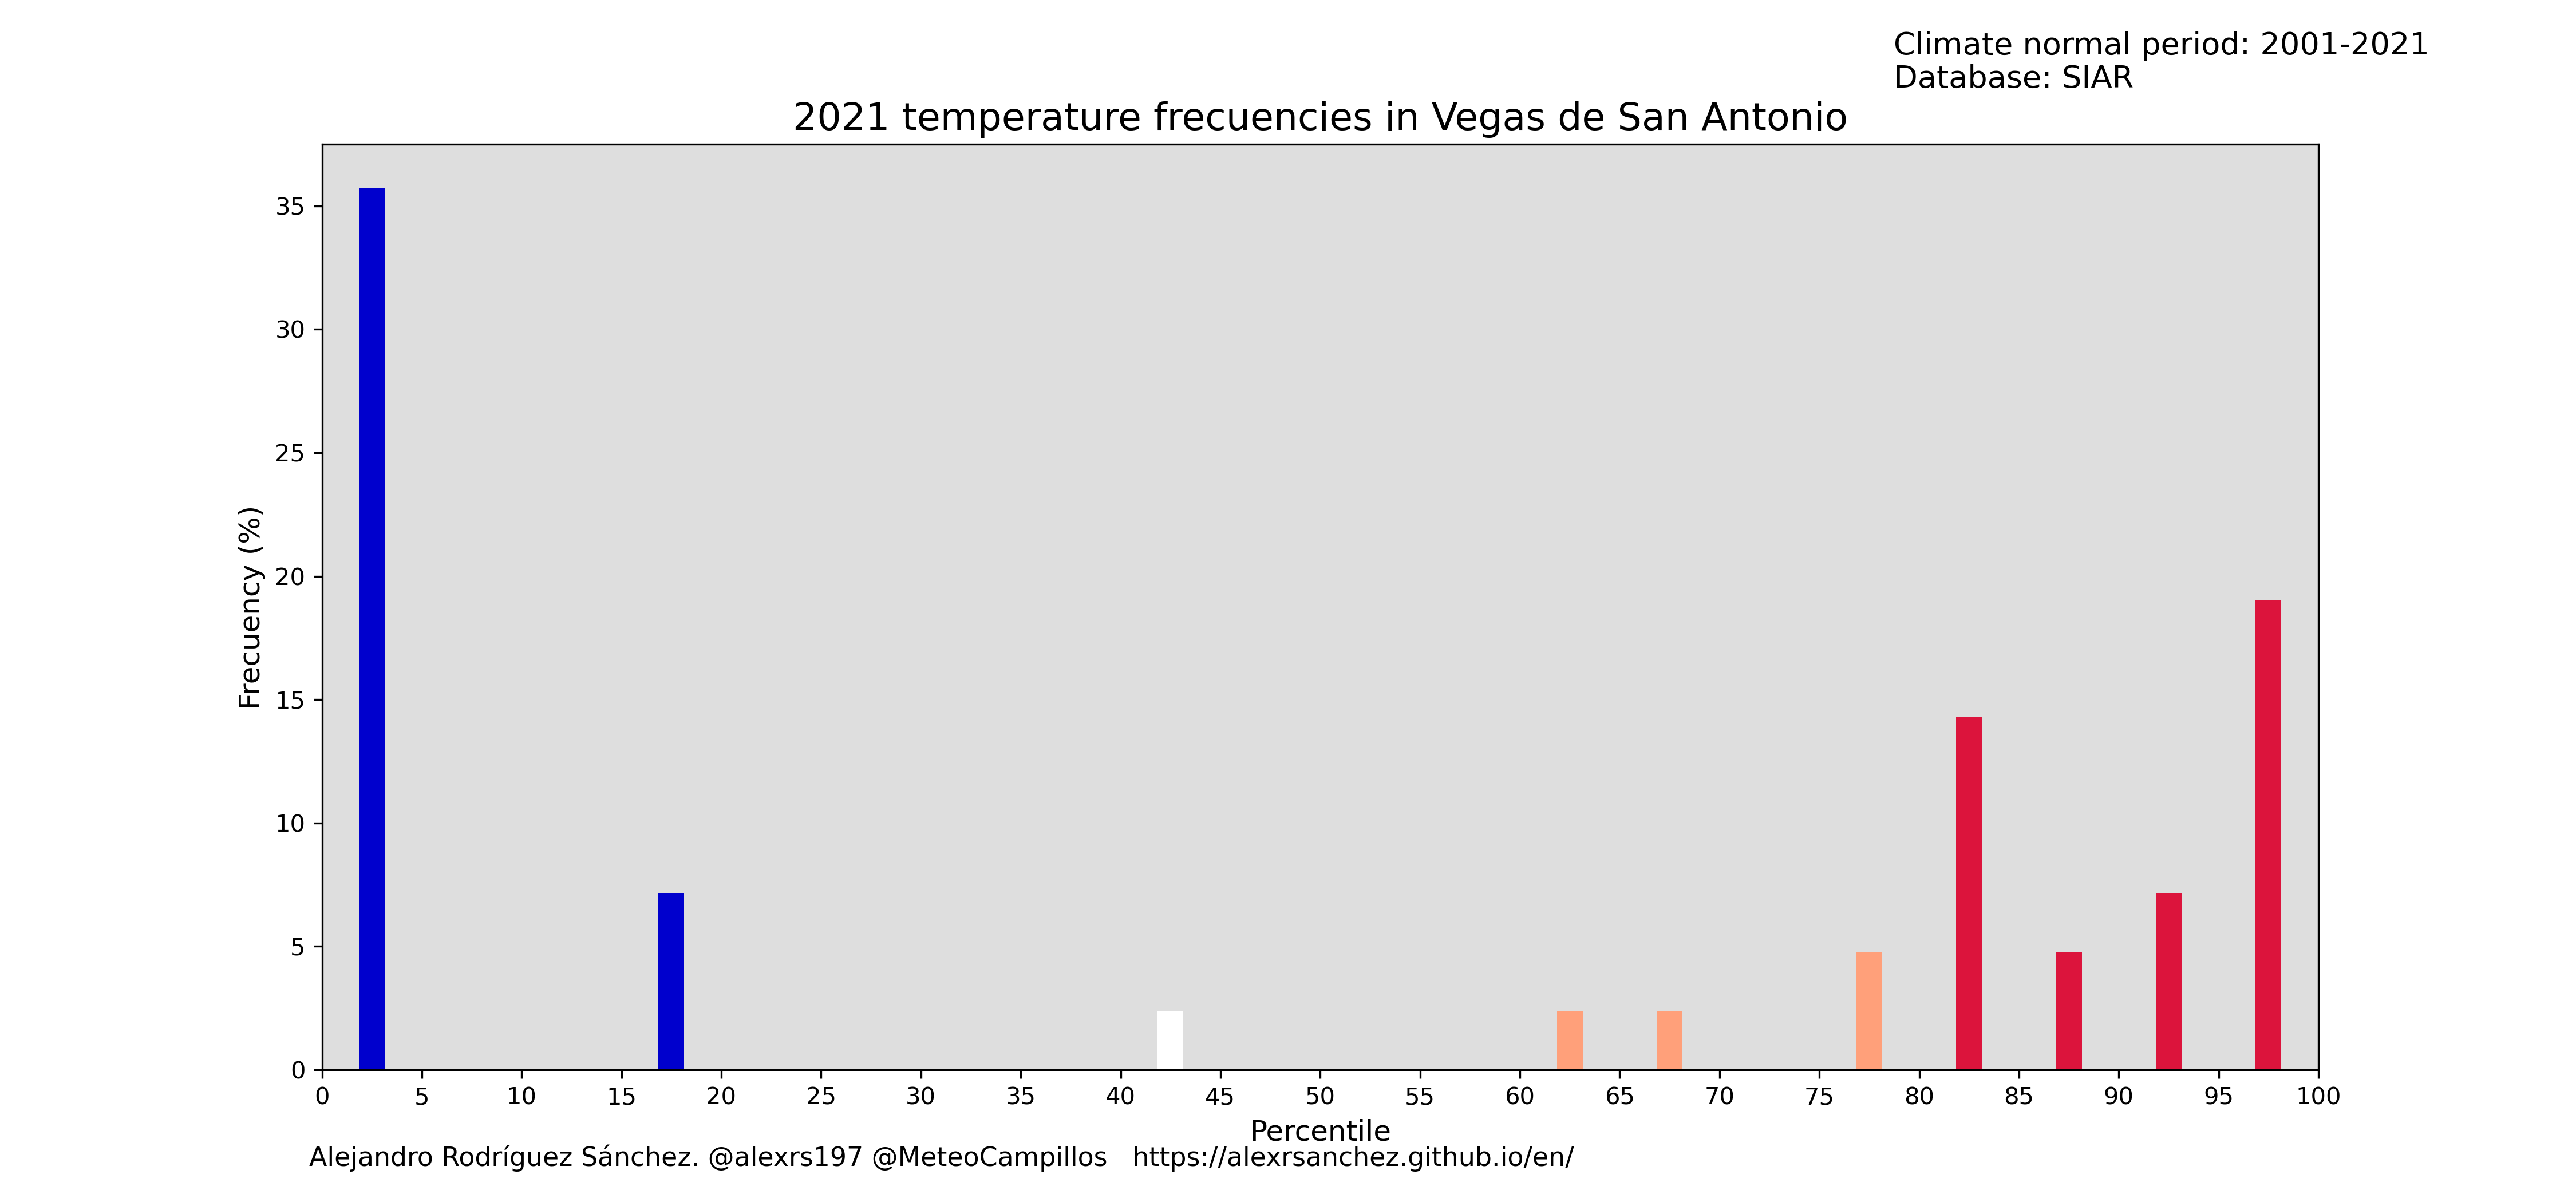 Climate normal period: 2001-2021
Database: SIAR
2021 temperature frecuencies in Vegas de San Antonio
35
30
25
20
15
10
5
0
Frecuency (%)
0 5 10 15 20 25 30 35 40 45 50 55 60 65 70 75 80 85 90 95 100
Percentile
Alejandro Rodríguez Sánchez. @alexrs197 @MeteoCampillos https://alexrsanchez.github.io/en/